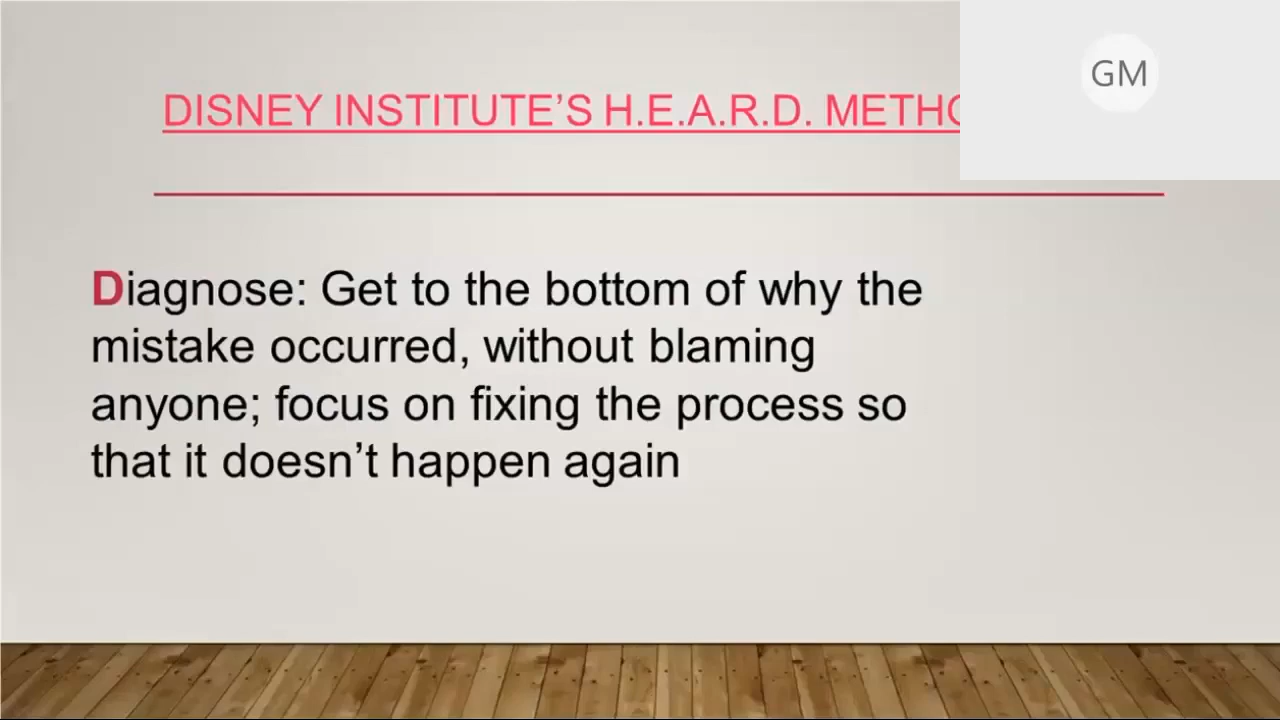 DISNEY INSTITUTE’S H.E.A.R.D.
GM
Diagnose: Get to the bottom of why the
mistake occurred, without blaming
anyone; focus on fixing the process so
that it doesn’t happen again